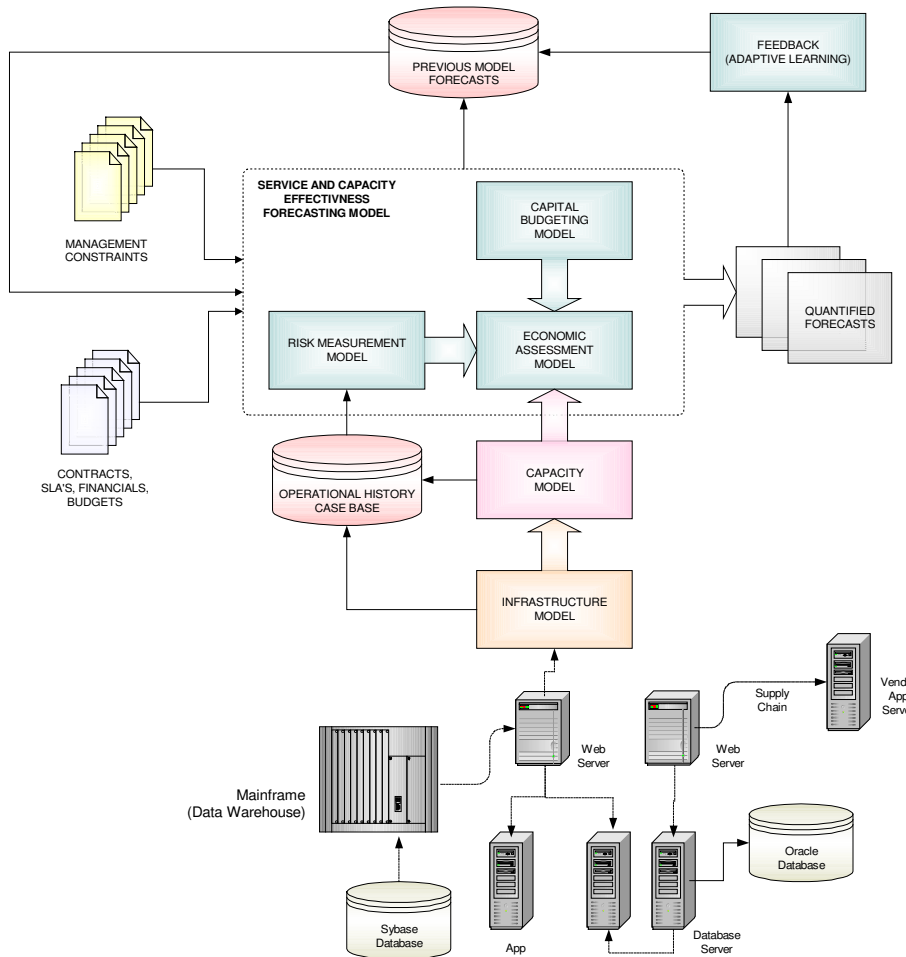 PREVIOUS MODEL
FORECASTS
FEEDBACK
(ADAPTIVE LEARNING)
MANAGEMENT
CONSTRAINTS
SERVICE AND CAPACITY
EFFECTIVNESS
FORECASTING MODEL
CAPITAL
BUDGETING
MODEL
QUANTIFIED
FORECASTS
RISK MEASUREMENT
MODEL
ECONOMIC
ASSESSMENT
MODEL
CONTRACTS,
SLA'S, FINANCIALS,
BUDGETS
OPERATIONAL HISTORY
CASE BASE
CAPACITY
MODEL
INFRASTRUCTURE
MODEL
Supply
Chain
Web
Server
Web
Server
Mainframe
(Data Warehouse)
Oracle
Database
Sybase
Database
App
Database
Server